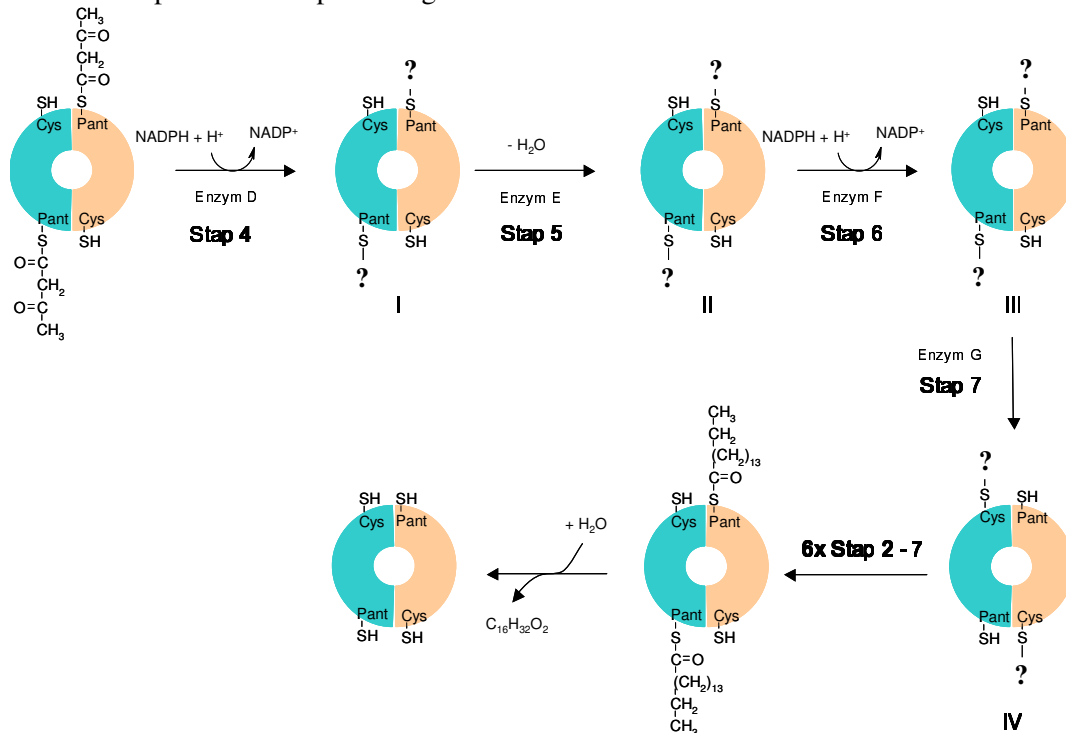 CH3
C=O
CH2
C=O
S
SH
Cys
Pant
Pant
Cys
S
SH
O=C
CH2
O=C
CH3
NADPH + H+
NADP+
Enzym D
Stap 4
?
S
SH
Cys
Pant
Pant
Cys
S
SH
?
I
- H2O
Enzym E
Stap 5
?
S
SH
Cys
Pant
Pant
Cys
S
SH
?
II
NADPH + H+
NADP+
Enzym F
Stap 6
?
S
SH
Cys
Pant
Pant
Cys
S
SH
?
III
Enzym G
Stap 7
?
S
SH
Cys
Pant
Pant
Cys
SH
S
?
IV
6x Stap 2 - 7
CH3
CH2
(CH2)13
C=O
S
SH
Cys
Pant
Pant
Cys
S
SH
C=O
(CH2)13
CH2
CH3
+ H2O
C16H32O2
SH
SH
Cys
Pant
Pant
Cys
SH
SH